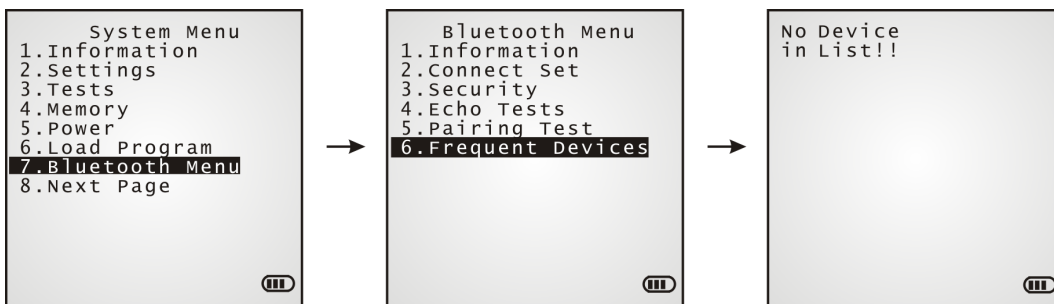 System Menu
1.Information
2.Settings
3.Tests
4.Memory
5.Power
6.Load Program
7.Bluetooth Menu
8.Next Page
Bluetooth Menu
1.Information
2.Connect Set
3.Security
4.Echo Tests
5.Pairing Test
6.Frequent Devices
No Device
in List!!